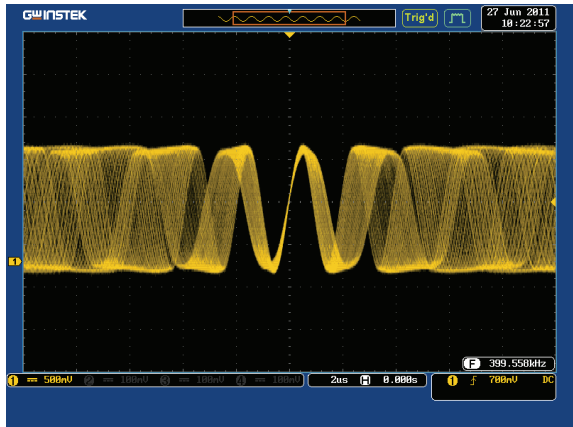 GWINSTEK
Trig'd
27 Jun 2011
10:22:57
1
F 399.558kHz
1 500mV 2 100mV 3 100mV 4 100mV
2us H 0.000s
1 700mV DC